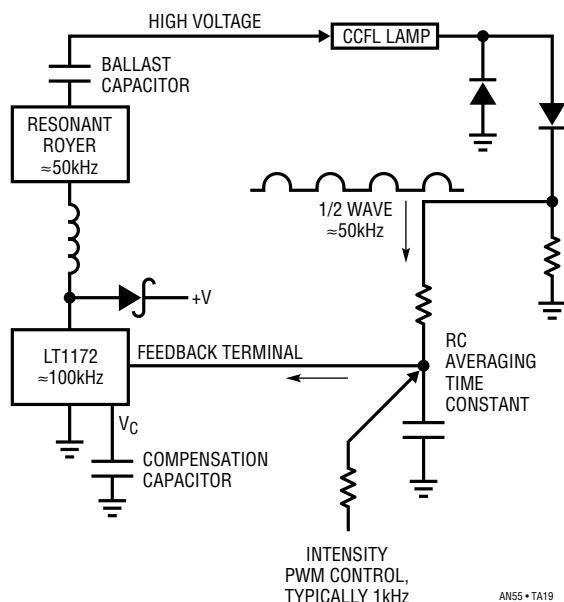 HIGH VOLTAGE
CCFL LAMP
BALLAST
CAPACITOR
RESONANT
ROYER
≈50kHz
1/2 WAVE
≈50kHz
+V
LT1172
≈100kHz
FEEDBACK TERMINAL
RC
AVERAGING
TIME
CONSTANT
VC
COMPENSATION
CAPACITOR
INTENSITY
PWM CONTROL,
TYPICALLY 1kHz
AN55 • TA19